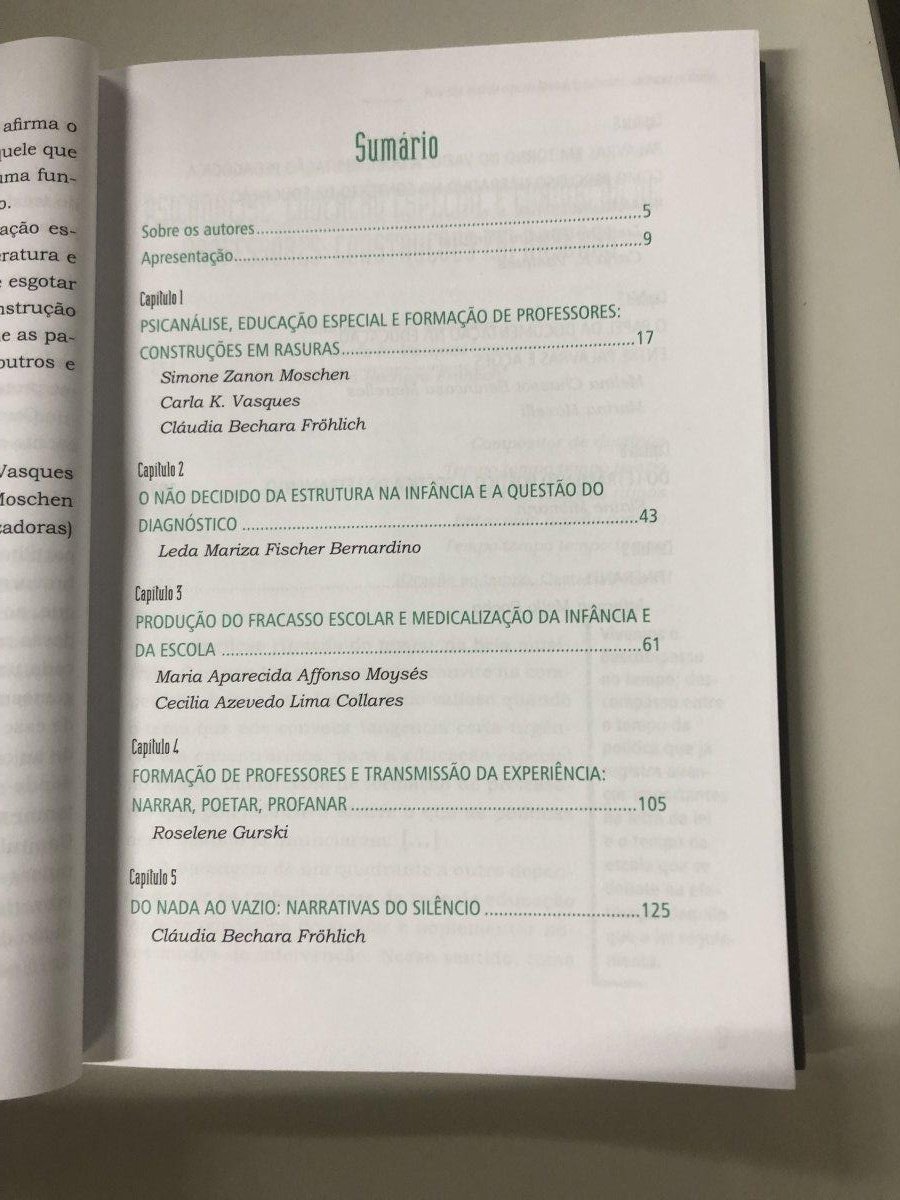 afirma o
quele que
uma fun-
o.
ação es-
eratura e
e esgotar
nstrução
e as pa-
outros e
Vasques
Moschen
zadoras)
Sumário
Sobre os autores.....5
Apresentação.....9
Capítulo 1
PSICANÁLISE, EDUCAÇÃO ESPECIAL E FORMAÇÃO DE PROFESSORES:
CONSTRUÇÕES EM RASURAS.....17
Simone Zanon Moschen
Carla K. Vasques
Cláudia Bechara Fröhlich
Capítulo 2
O NÃO DECIDIDO DA ESTRUTURA NA INFÂNCIA E A QUESTÃO DO
DIAGNÓSTICO .....43
Leda Mariza Fischer Bernardino
Capítulo 3
PRODUÇÃO DO FRACASSO ESCOLAR E MEDICALIZAÇÃO DA INFÂNCIA E
DA ESCOLA .....61
Maria Aparecida Affonso Moysés
Cecilia Azevedo Lima Collares
Capítulo 4
FORMAÇÃO DE PROFESSORES E TRANSMISSÃO DA EXPERIÊNCIA:
NARRAR, POETAR, PROFANAR.....105
Roselene Gurski
Capítulo 5
DO NADA AO VAZIO: NARRATIVAS DO SILÊNCIO.....125
Cláudia Bechara Fröhlich